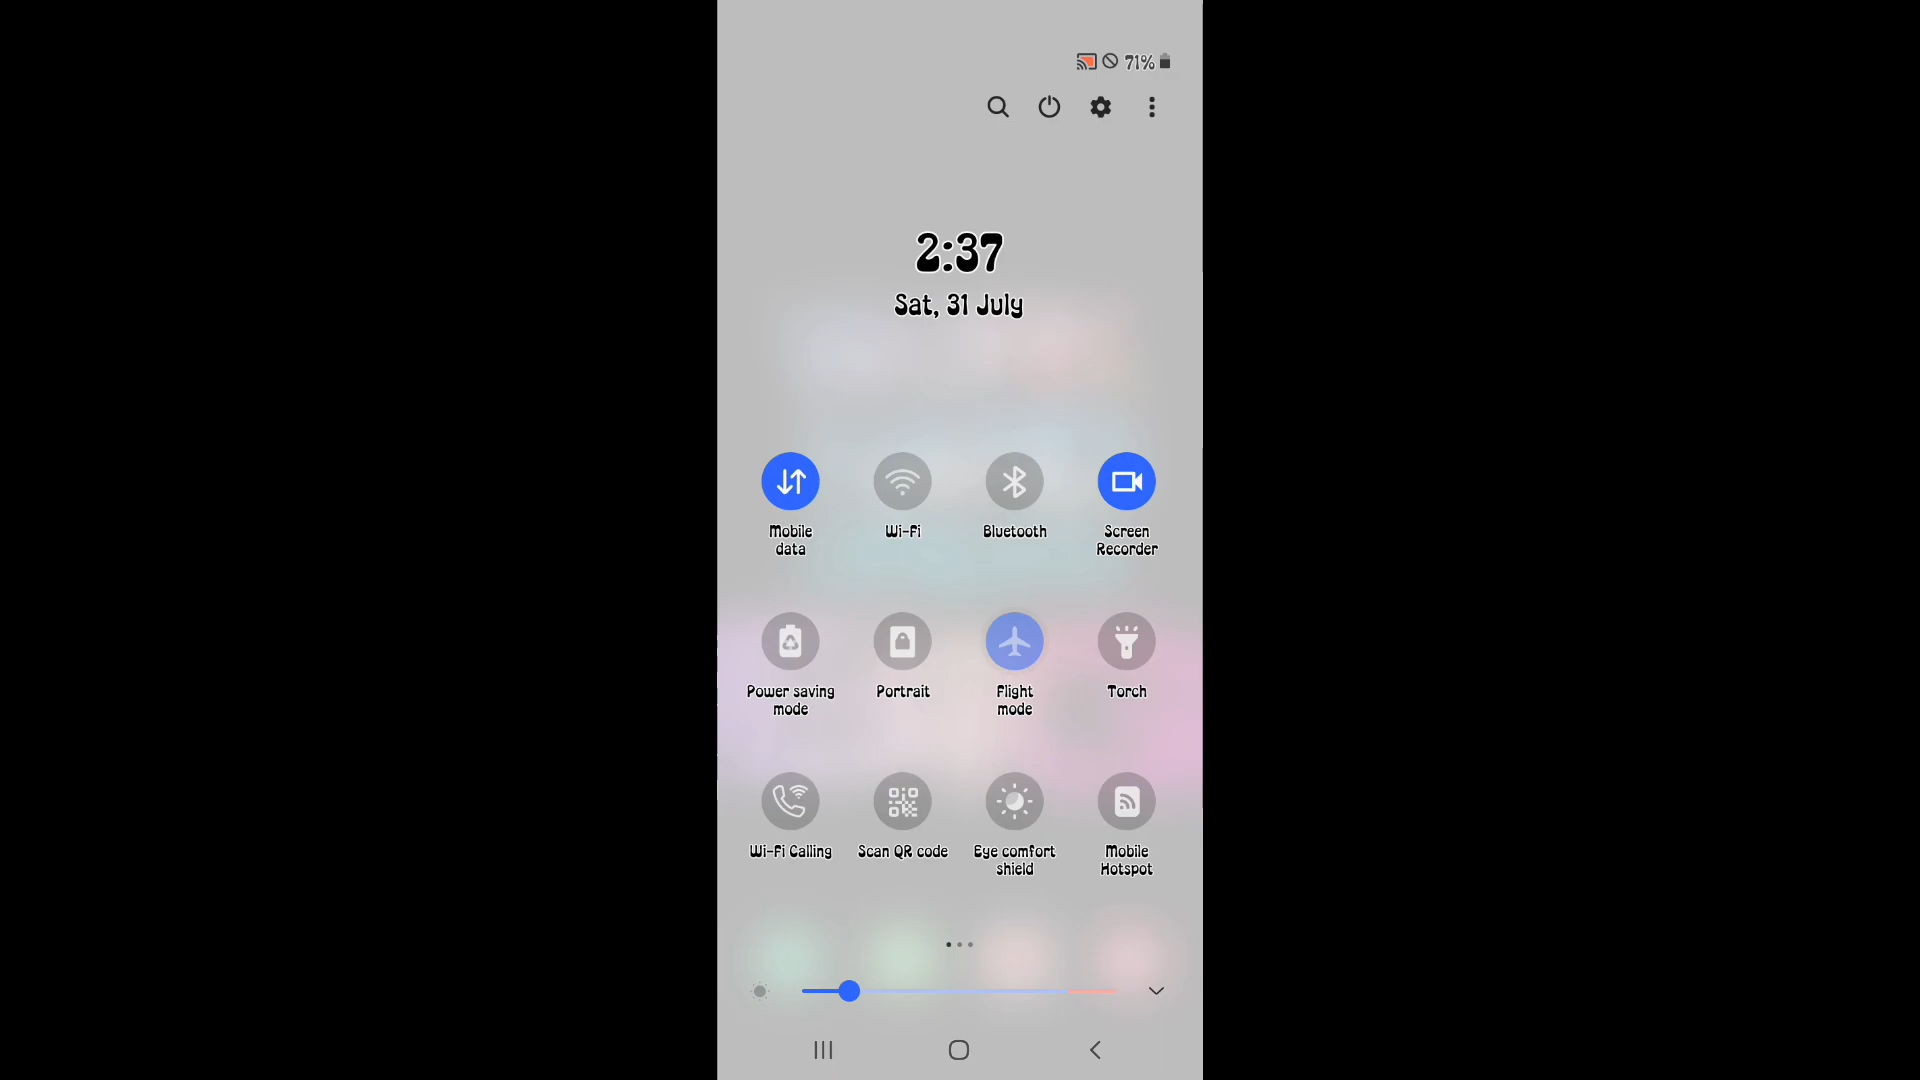 71%
2:37
Sat, 31 July
Mobile
data
Wi-Fi
Bluetooth
Screen
Recorder
Power saving
mode
Portrait
Flight
mode
Torch
Wi-Fi Calling
Scan QR code
Eye comfort
shield
Mobile
Hotspot